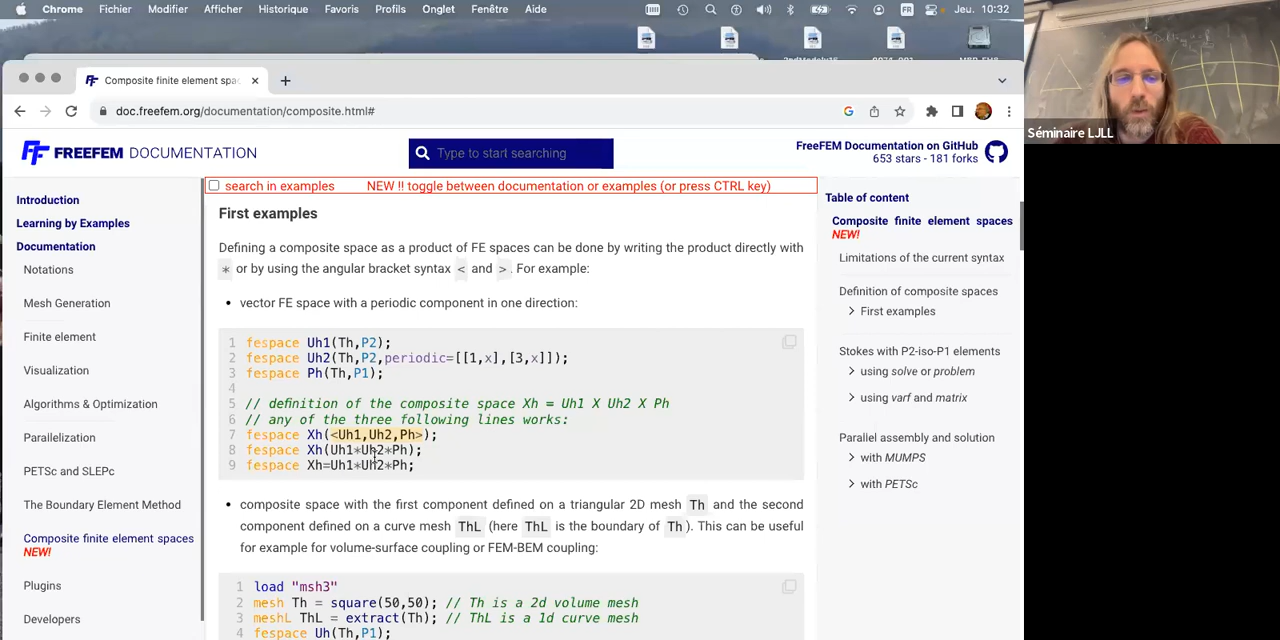 Chrome Fichier Modifier Afficher Historique Favoris Profils Onglet Fenêtre Aide FR Jeu. 10:32
Composite finite element spa
doc.freefem.org/documentation/composite.html#
FREEFEM DOCUMENTATION
Type to start searching
FreeFEM Documentation on GitHub
653 stars - 181 forks
Séminaire LJLL
Introduction
Learning by Examples
Documentation
Notations
Mesh Generation
Finite element
Visualization
Algorithms & Optimization
Parallelization
PETSc and SLEPc
The Boundary Element Method
Composite finite element spaces
NEW!
Plugins
Developers
search in examples NEW !! toggle between documentation or examples (or press CTRL key)
First examples
Defining a composite space as a product of FE spaces can be done by writing the product directly with
* or by using the angular bracket syntax < and >. For example:
• vector FE space with a periodic component in one direction:
1 fespace Uh1(Th,P2);
2 fespace Uh2(Th,P2,periodic=[[1,x],[3,x]]);
3 fespace Ph(Th,P1);
4
5 // definition of the composite space Xh = Uh1 X Uh2 X Ph
6 // any of the three following lines works:
7 fespace Xh(<Uh1,Uh2,Ph>);
8 fespace Xh(Uh1*Uh2*Ph);
9 fespace Xh=Uh1*Uh2*Ph;
• composite space with the first component defined on a triangular 2D mesh Th and the second
component defined on a curve mesh ThL (here ThL is the boundary of Th). This can be useful
for example for volume-surface coupling or FEM-BEM coupling:
1 load "msh3"
2 mesh Th = square(50,50); // Th is a 2d volume mesh
3 meshL ThL = extract(Th); // ThL is a 1d curve mesh
4 fespace Uh(Th,P1);
Table of content
Composite finite element spaces
NEW!
Limitations of the current syntax
Definition of composite spaces
First examples
Stokes with P2-iso-P1 elements
using solve or problem
using varf and matrix
Parallel assembly and solution
with MUMPS
with PETSc